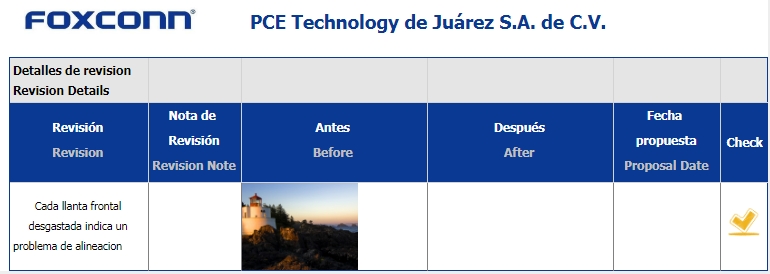 FOXCONN®
PCE Technology de Juárez S.A. de C.V.
Detalles de revision
Revision Details
Revisión
Revision
Nota de
Revisión
Revision Note
Antes
Before
Después
After
Fecha
propuesta
Proposal Date
Check
Cada llanta frontal
desgastada indica un
problema de alineacion